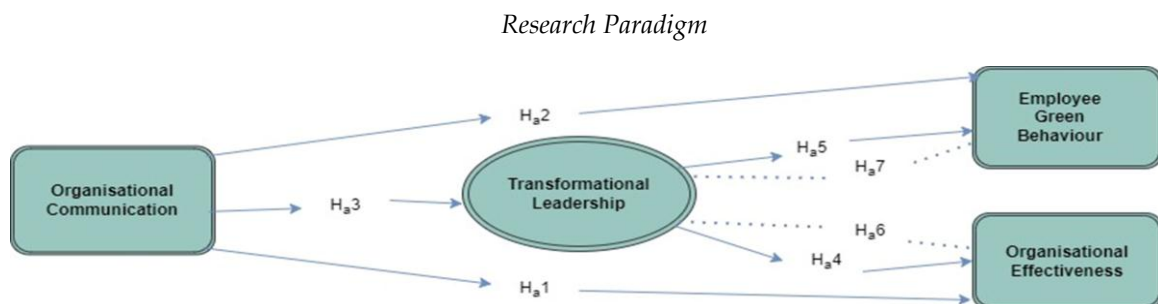 Research Paradigm
Employee
Green
Behaviour
Hₐ2
Hₐ5
Hₐ7
Organisational
Communication
Hₐ3
Transformational
Leadership
Hₐ6
Hₐ4
Organisational
Effectiveness
Hₐ1